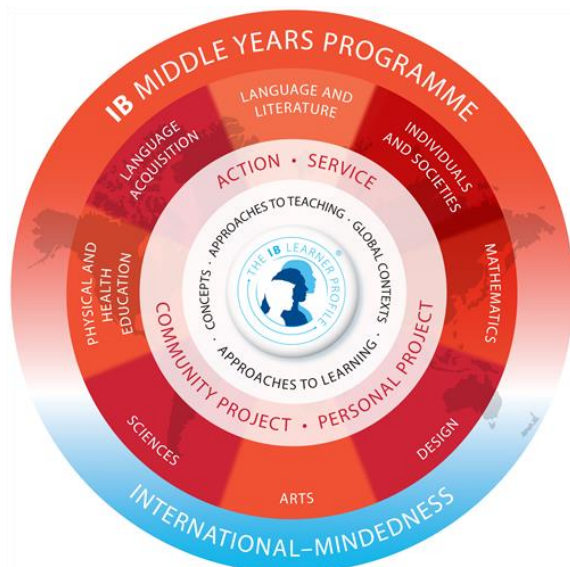 IB MIDDLE YEARS PROGRAMME
LANGUAGE AND
LITERATURE
INDIVIDUALS
AND SOCIETIES
MATHEMATICS
DESIGN
ARTS
SCIENCES
PHYSICAL AND
HEALTH
EDUCATION
LANGUAGE
ACQUISITION
ACTION · SERVICE
COMMUNITY PROJECT · PERSONAL PROJECT
· APPROACHES TO TEACHING · GLOBAL CONTEXTS
· CONCEPTS · APPROACHES TO LEARNING ·
THE IB LEARNER PROFILE ®
INTERNATIONAL–MINDEDNESS